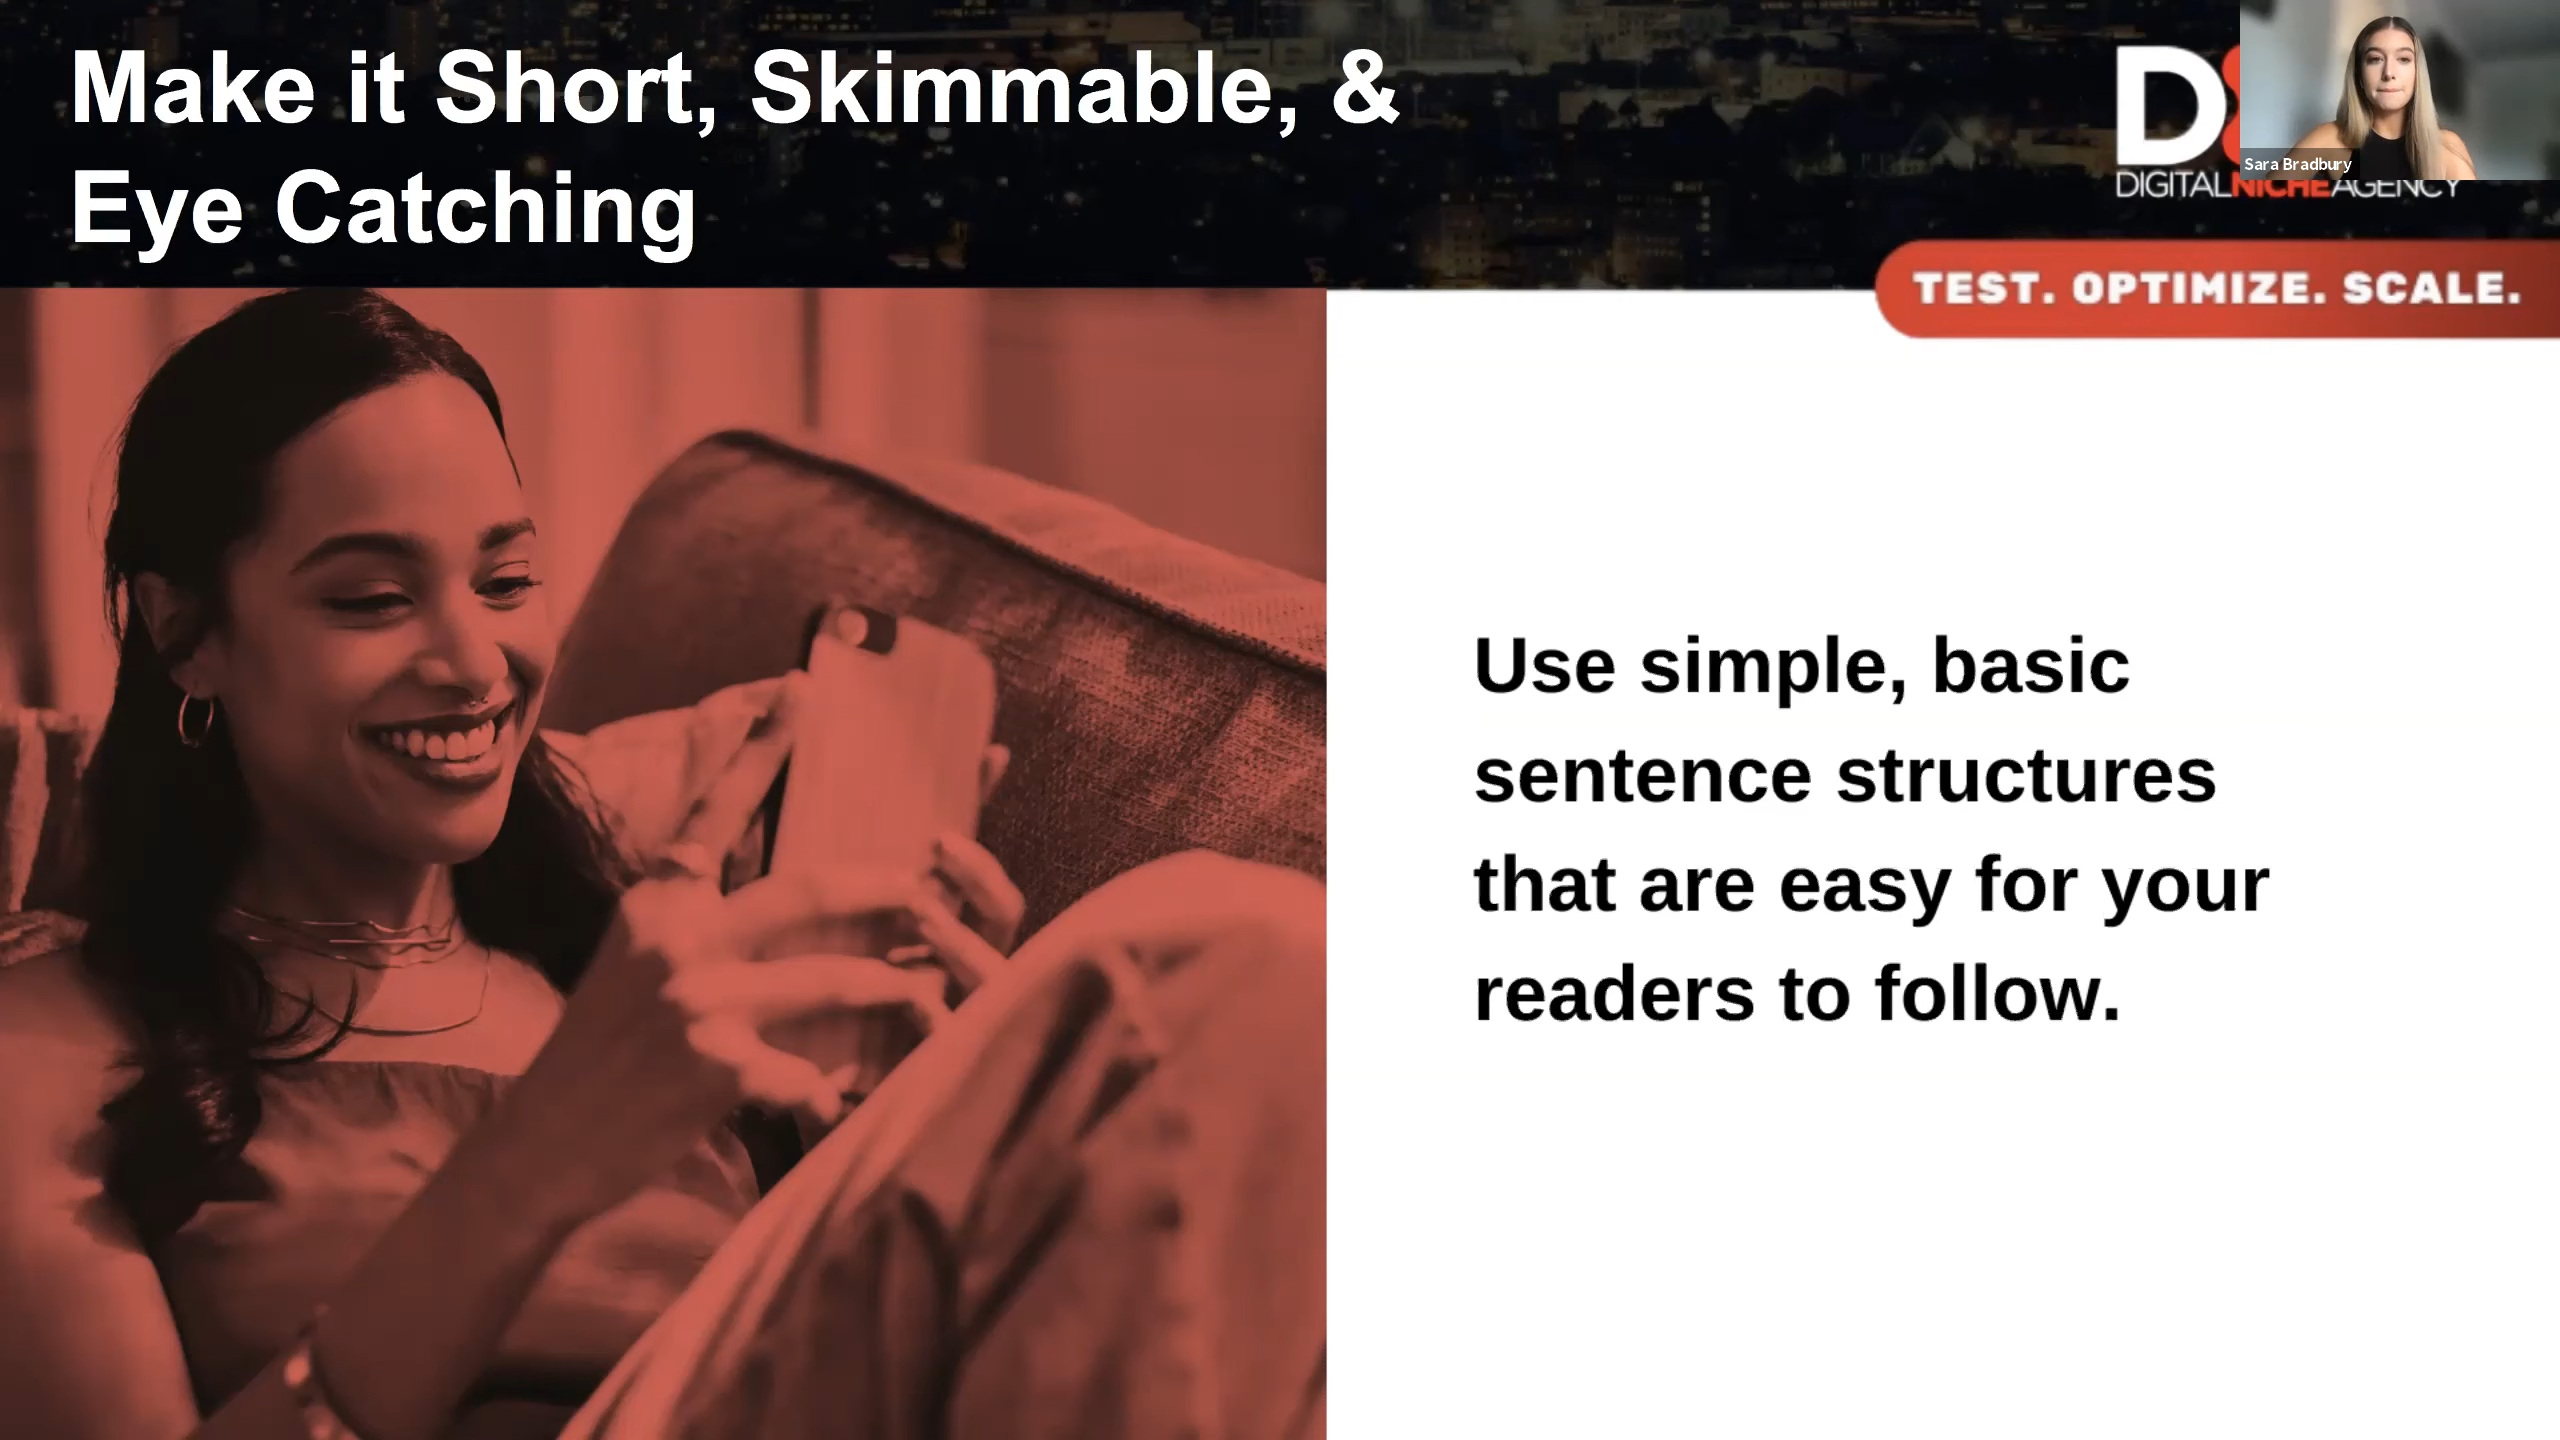 Make it Short, Skimmable, &
Eye Catching
D
Sara Bradbury
DIGITALNICHEAGENCY
TEST. OPTIMIZE. SCALE.
Use simple, basic
sentence structures
that are easy for your
readers to follow.